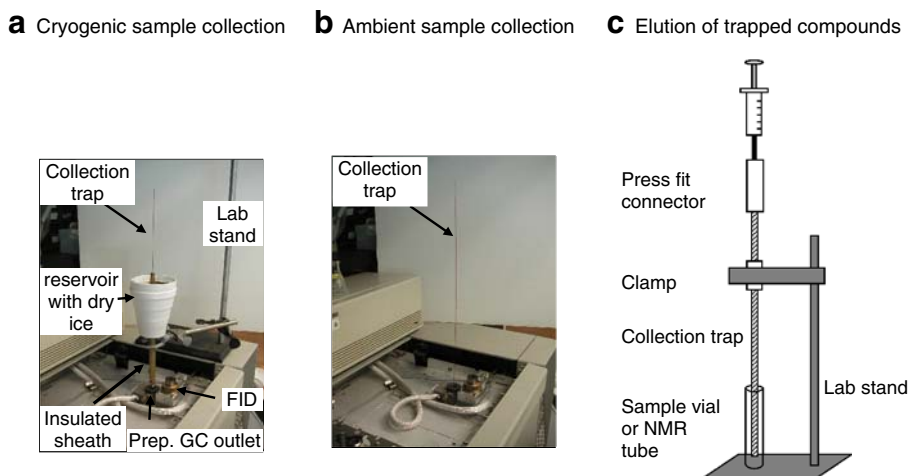 a Cryogenic sample collection
b Ambient sample collection
c Elution of trapped compounds
Collection
trap
Lab
stand
reservoir
with dry
ice
Insulated
sheath
FID
Prep. GC outlet
Collection
trap
Press fit
connector
Clamp
Collection trap
Lab stand
Sample vial
or NMR
tube